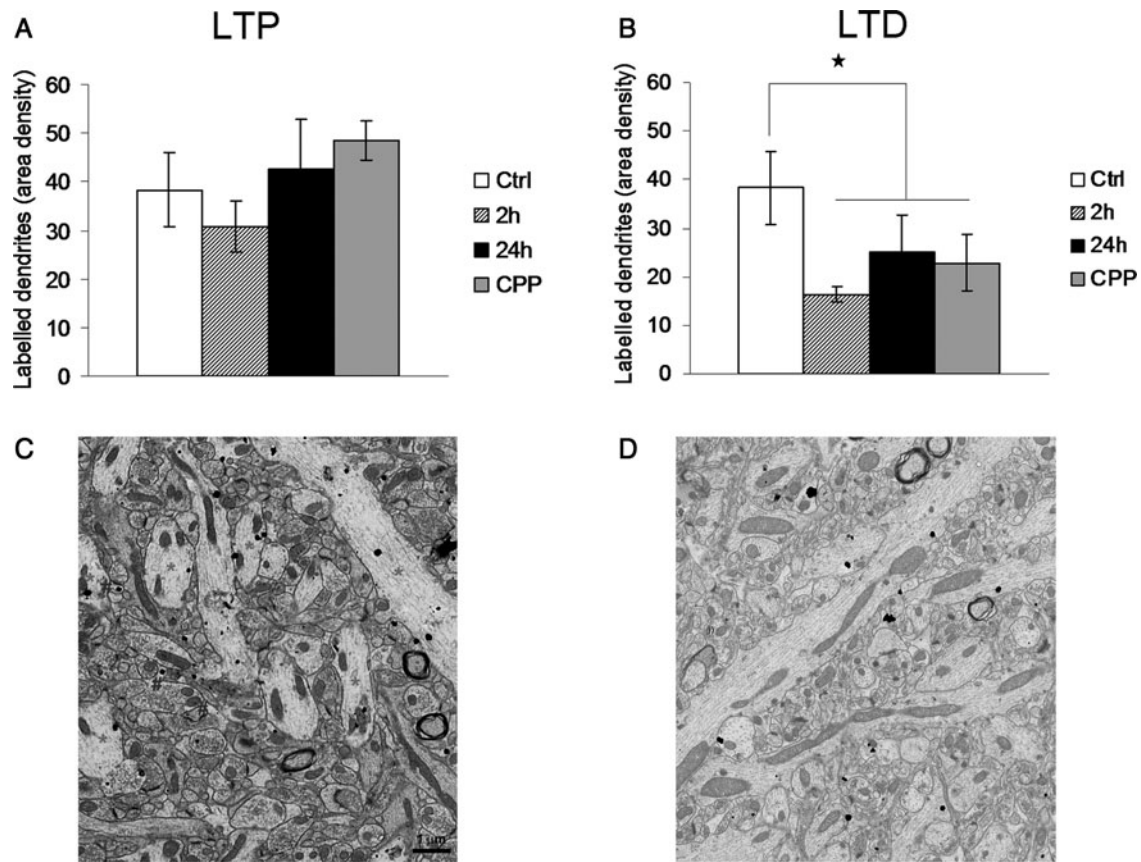 A
LTP
Labelled dendrites (area density)
60
50
40
30
20
10
0
Ctrl
2h
24h
CPP
B
LTD
★
Labelled dendrites (area density)
60
50
40
30
20
10
0
Ctrl
2h
24h
CPP
C
1 µm
D